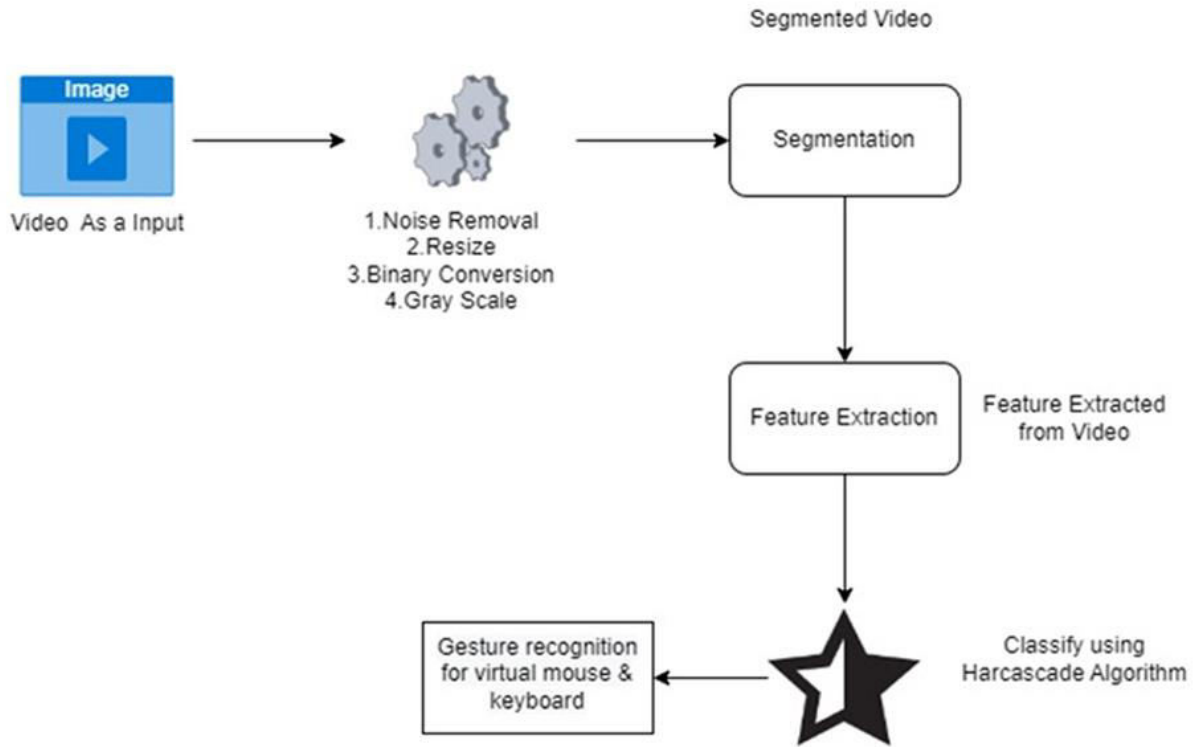 Segmented Video
Image
Segmentation
Video As a Input
1.Noise Removal
2.Resize
3.Binary Conversion
4.Gray Scale
Feature Extraction
Feature Extracted
from Video
Gesture recognition
for virtual mouse &
keyboard
Classify using
Harcascade Algorithm